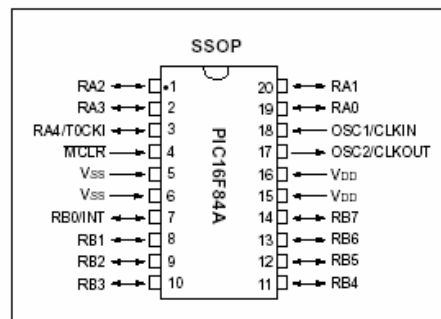 SSOP
RA2 1 20 RA1
RA3 2 19 RA0
RA4/T0CKI 3 18 OSC1/CLKIN
MCLR 4 17 OSC2/CLKOUT
VSS 5 16 VDD
VSS 6 15 VDD
RB0/INT 7 14 RB7
RB1 8 13 RB6
RB2 9 12 RB5
RB3 10 11 RB4
PIC16F84A